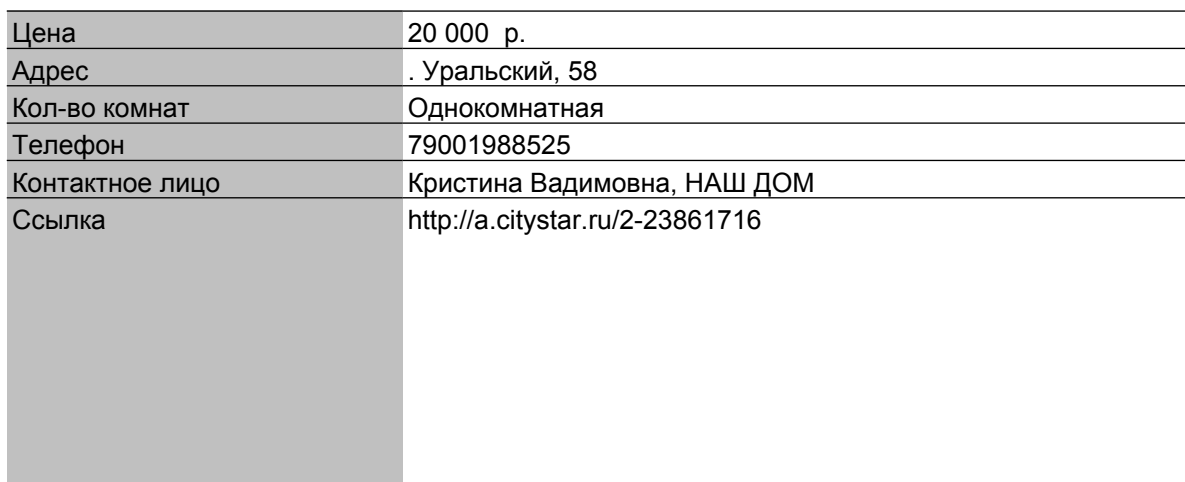 Цена 20 000 р.
Адрес . Уральский, 58
Кол-во комнат Однокомнатная
Телефон 79001988525
Контактное лицо Кристина Вадимовна, НАШ ДОМ
Ссылка http://a.citystar.ru/2-23861716